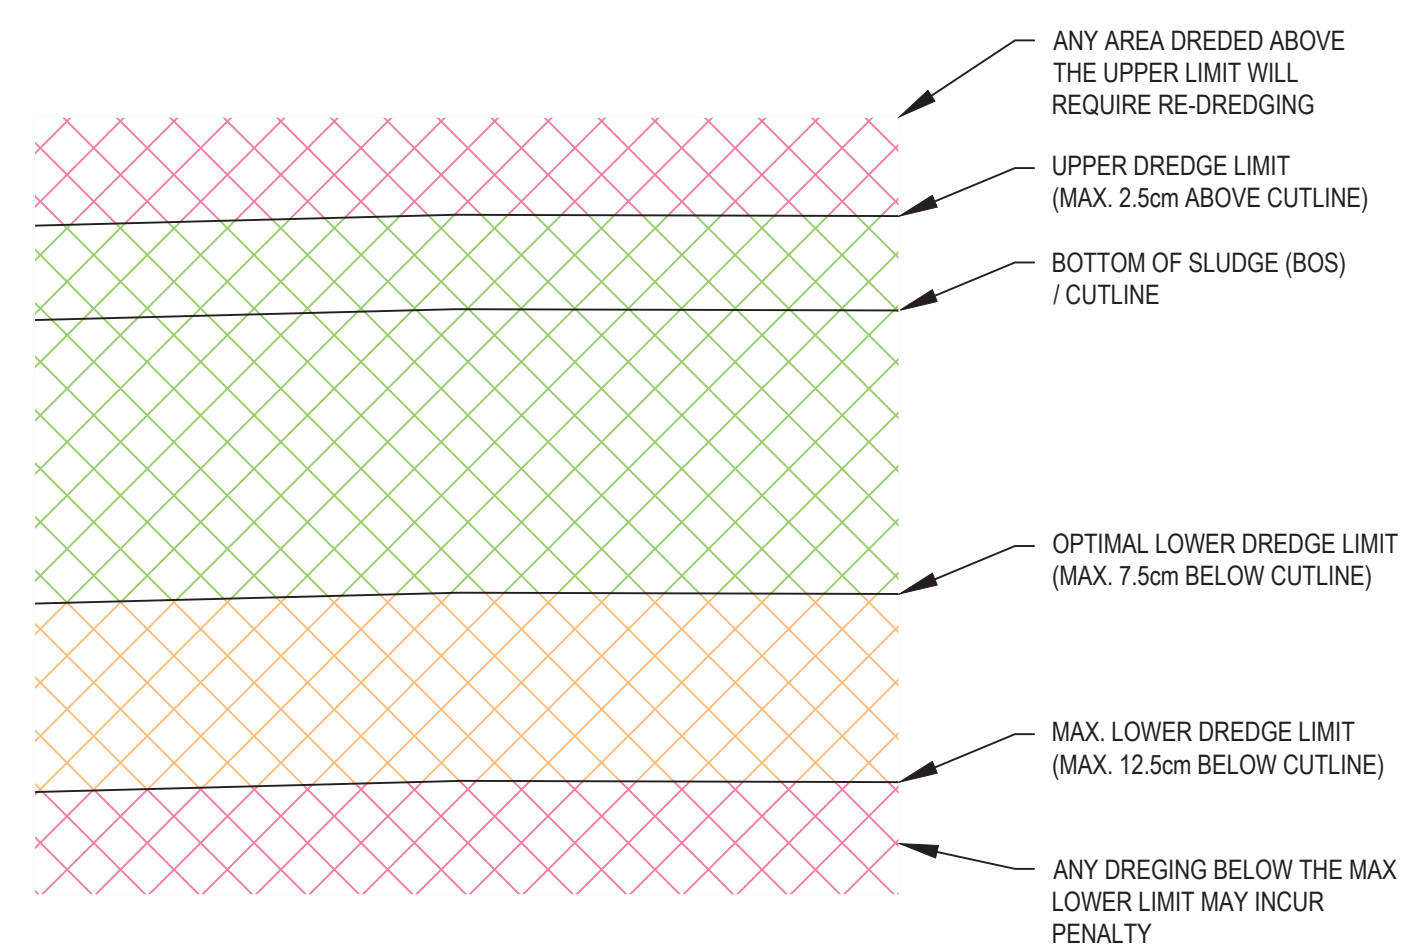 ANY AREA DREDED ABOVE
THE UPPER LIMIT WILL
REQUIRE RE-DREDGING
UPPER DREDGE LIMIT
(MAX. 2.5cm ABOVE CUTLINE)
BOTTOM OF SLUDGE (BOS)
/ CUTLINE
OPTIMAL LOWER DREDGE LIMIT
(MAX. 7.5cm BELOW CUTLINE)
MAX. LOWER DREDGE LIMIT
(MAX. 12.5cm BELOW CUTLINE)
ANY DREGING BELOW THE MAX
LOWER LIMIT MAY INCUR
PENALTY